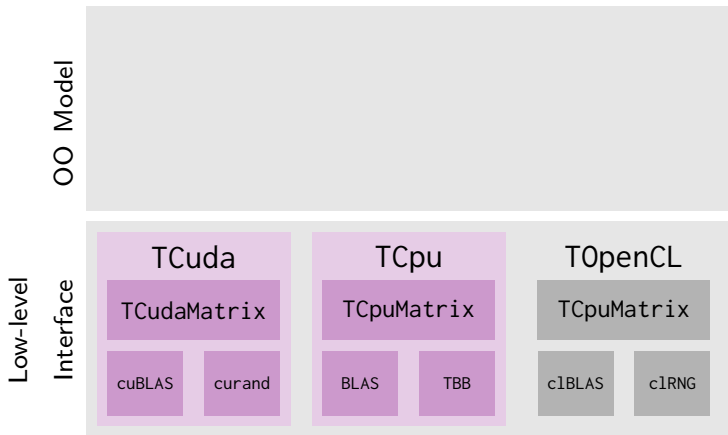 OO Model
Low-level
Interface
TCuda
TCpu
TOpenCL
TCudaMatrix
TCpuMatrix
TCpuMatrix
cuBLAS
curand
BLAS
TBB
clBLAS
clRNG